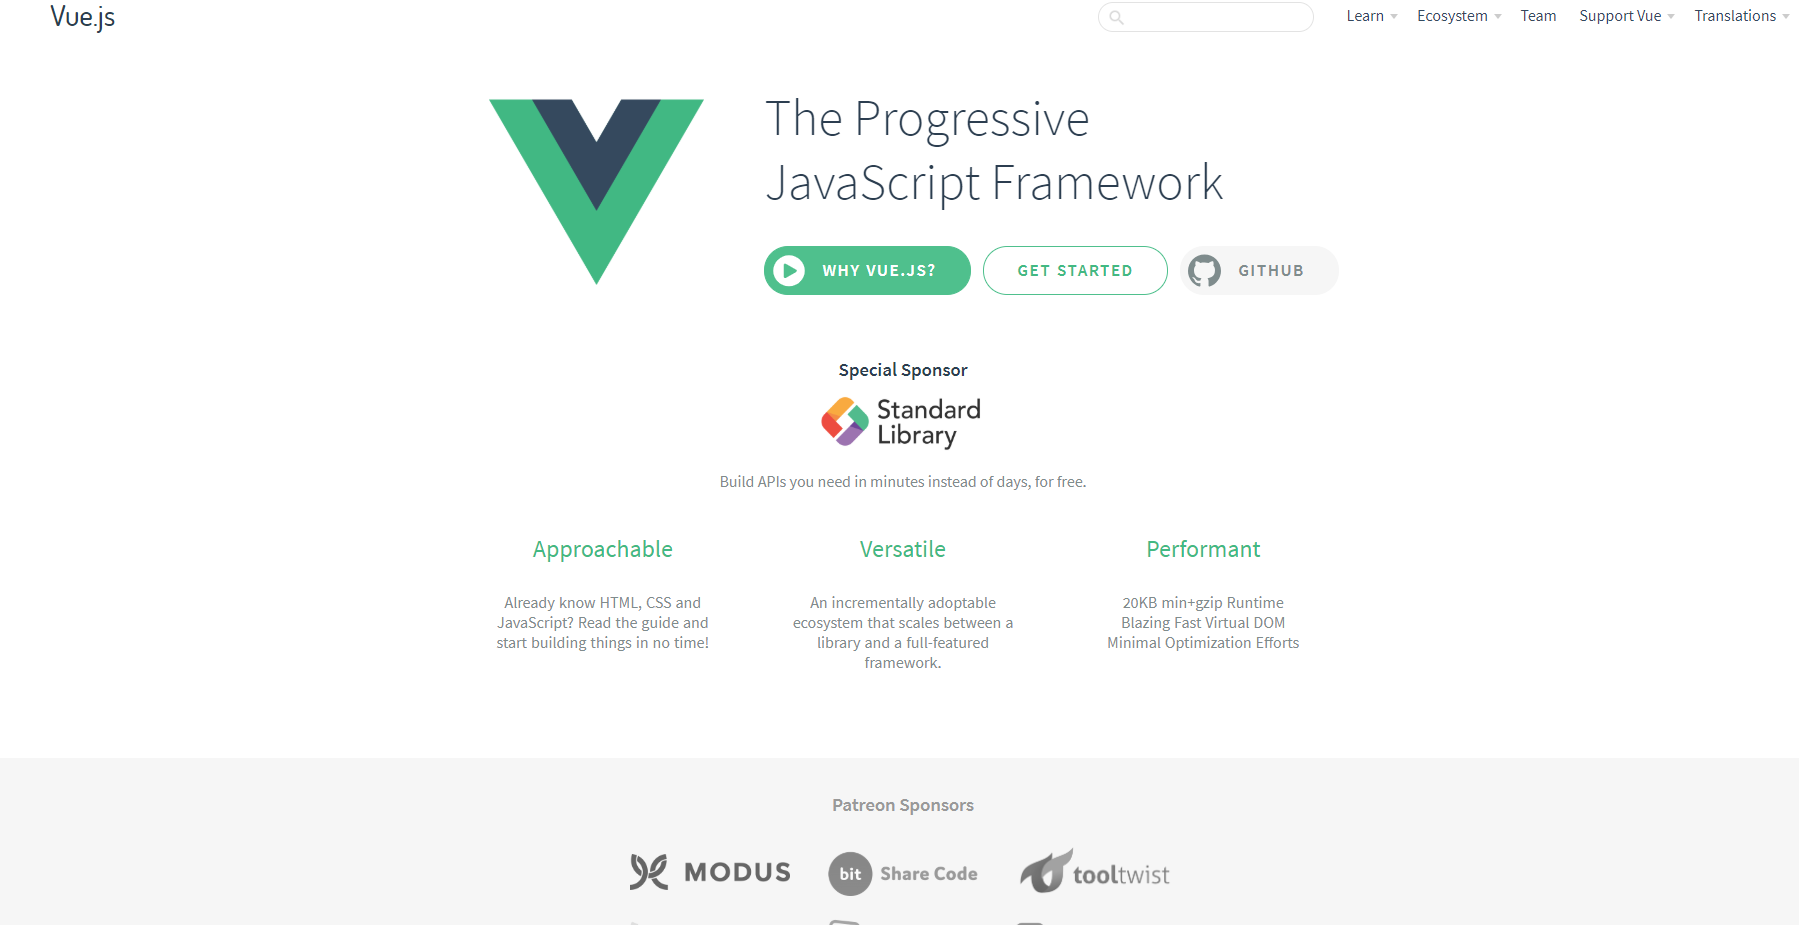 Vue.js
Learn
Ecosystem
Team
Support Vue
Translations
The Progressive
JavaScript Framework
WHY VUE.JS?
GET STARTED
GITHUB
Special Sponsor
Standard
Library
Build APIs you need in minutes instead of days, for free.
Approachable
Already know HTML, CSS and
JavaScript? Read the guide and
start building things in no time!
Versatile
An incrementally adoptable
ecosystem that scales between a
library and a full-featured
framework.
Performant
20KB min+gzip Runtime
Blazing Fast Virtual DOM
Minimal Optimization Efforts
Patreon Sponsors
MODUS
bit
Share Code
tooltwist